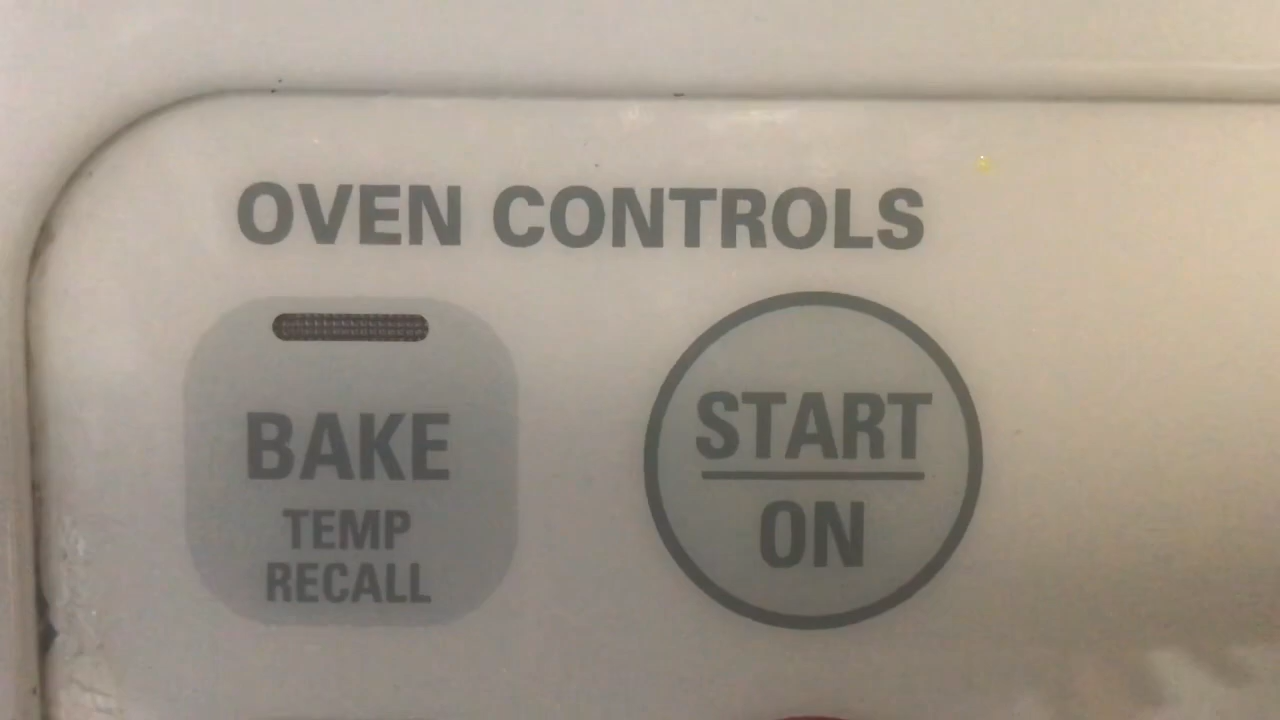 OVEN CONTROLS
BAKE
TEMP
RECALL
START
ON